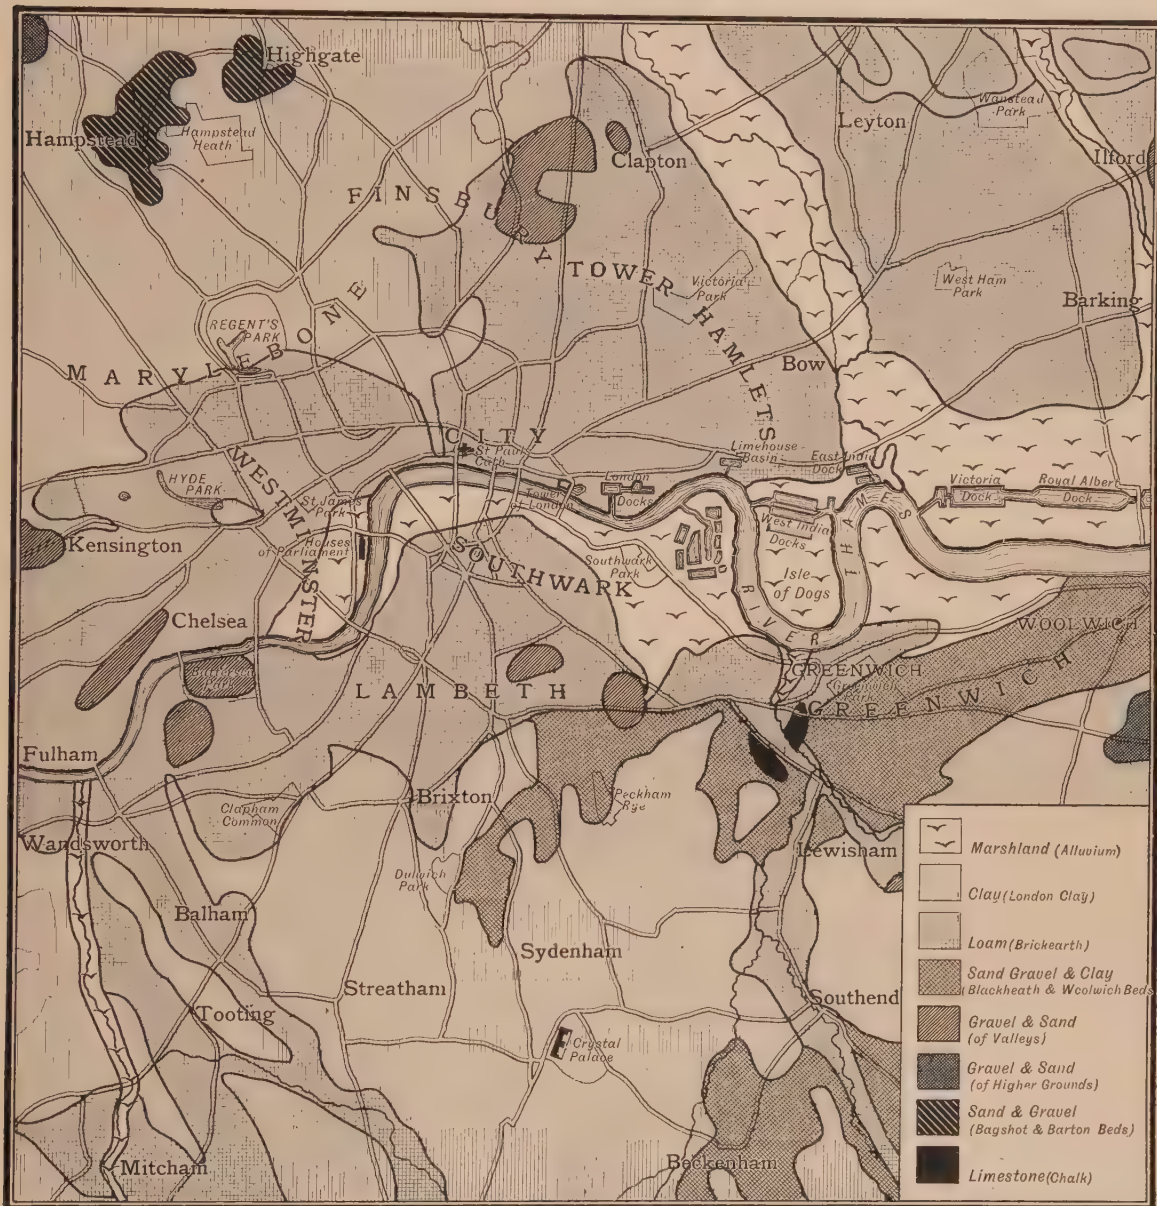 Highgate
Hampstead
Hampstead
Heath
Clapton
Leyton
Wanstead
Park
Ilford
FINSBURY
TOWER HAMLETS
Victoria
Park
West Ham
Park
Barking
REGENT'S
PARK
MARYLEBONE
Bow
CITY
St Paul
Cath
Limehouse
Basin
East India
Dock
HYDE
PARK
WESTMINSTER
St James
Park
Tower
of London
London
Docks
Victoria
Dock
Royal Albert
Dock
West India
Docks
Kensington
Houses
of Parliament
SOUTHWARK
Southwark
Park
Isle
of Dogs
RIVER THAMES
Chelsea
WOOLWICH
Battersea
Park
LAMBETH
GREENWICH
Greenwich
Park
GREENWICH
Fulham
Clapham
Common
Brixton
Peckham
Rye
Wandsworth
Lewisham
Dulwich
Park
Balham
Sydenham
Streatham
Southend
Tooting
Crystal
Palace
Mitcham
Beckenham
Marshland (Alluvium)
Clay (London Clay)
Loam (Brickearth)
Sand Gravel & Clay
(Blackheath & Woolwich Beds
Gravel & Sand
(of Valleys)
Gravel & Sand
(of Higher Grounds)
Sand & Gravel
(Bagshot & Barton Beds)
Limestone (Chalk)